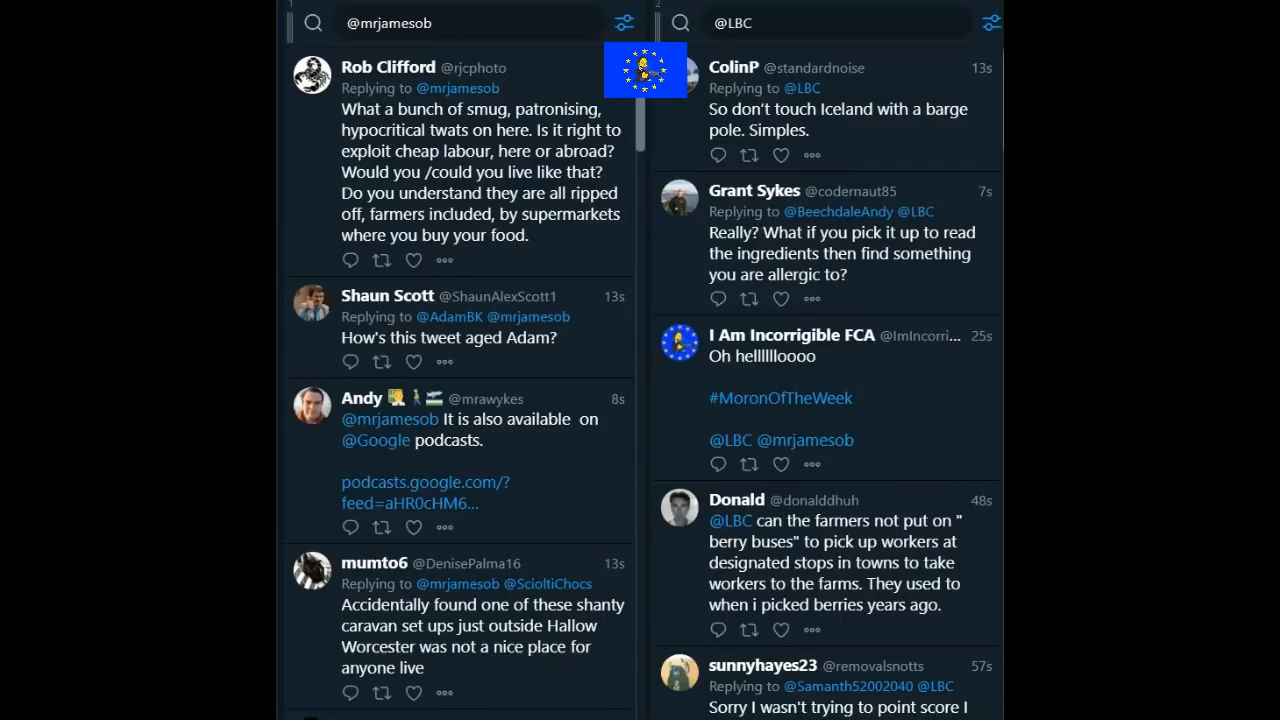 1
@mrjamesob
Rob Clifford @rjcphoto
Replying to @mrjamesob
What a bunch of smug, patronising,
hypocritical twats on here. Is it right to
exploit cheap labour, here or abroad?
Would you /could you live like that?
Do you understand they are all ripped
off, farmers included, by supermarkets
where you buy your food.
Shaun Scott @ShaunAlexScott1 13s
Replying to @AdamBK @mrjamesob
How's this tweet aged Adam?
Andy @mrawykes 8s
@mrjamesob It is also available on
@Google podcasts.
podcasts.google.com/?
feed=aHR0cHM6...
mumto6 @DenisePalma16 13s
Replying to @mrjamesob @ScioltiChocs
Accidentally found one of these shanty
caravan set ups just outside Hallow
Worcester was not a nice place for
anyone live
2
@LBC
ColinP @standardnoise 13s
Replying to @LBC
So don't touch Iceland with a barge
pole. Simples.
Grant Sykes @codernaut85 7s
Replying to @BeechdaleAndy @LBC
Really? What if you pick it up to read
the ingredients then find something
you are allergic to?
I Am Incorrigible FCA @ImIncorri... 25s
Oh helllllloooo
#MoronOfTheWeek
@LBC @mrjamesob
Donald @donalddhuh 48s
@LBC can the farmers not put on "
berry buses" to pick up workers at
designated stops in towns to take
workers to the farms. They used to
when i picked berries years ago.
sunnyhayes23 @removalsnotts 57s
Replying to @Samanth52002040 @LBC
Sorry I wasn't trying to point score I